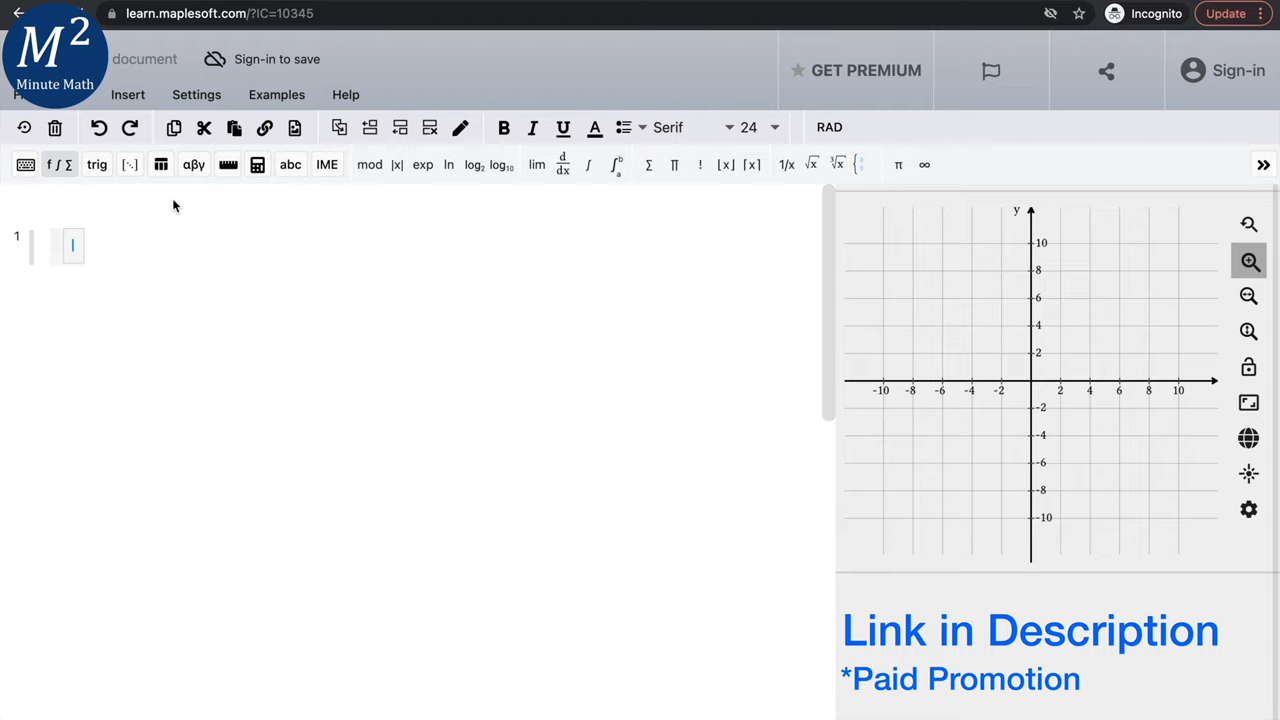 learn.maplesoft.com/?IC=10345
Incognito
Update
M²
Minute Math
document
Sign-in to save
GET PREMIUM
Sign-in
Insert
Settings
Examples
Help
B I U A Serif 24 RAD
f ∫ Σ trig [⋱] αβγ abc IME mod |x| exp ln log₂ log₁₀ lim d/dx ∫ ∫ₐᵇ Σ ∏ ! ⌊x⌋ ⌈x⌉ 1/x √x ∛x { π ∞
1
y
10
8
6
4
2
-10 -8 -6 -4 -2 2 4 6 8 10
-2
-4
-6
-8
-10
Link in Description
*Paid Promotion